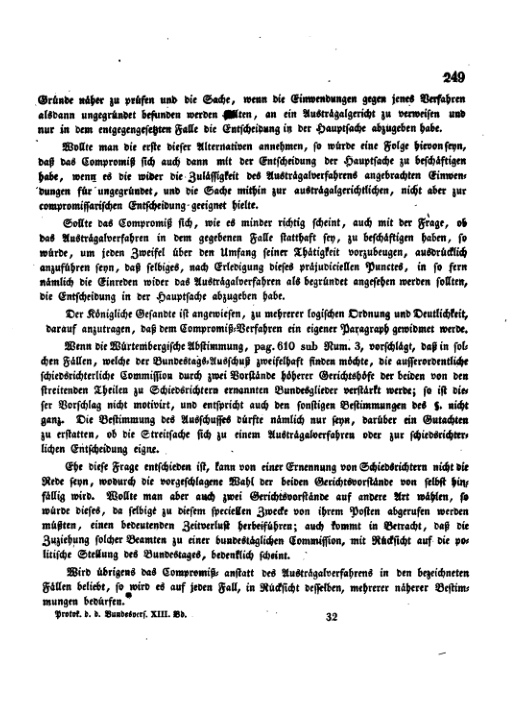 249
Gründe näher zu prüfen und die Sache, wenn die Einwendungen gegen jenes Verfahren
alsdann ungegründet befunden werden sollten, an ein Austrägalgericht zu verweisen und
nur in dem entgegengesetzten Falle die Entscheidung in der Hauptsache abzugeben habe.
Wollte man die erste dieser Alternativen annehmen, so würde eine Folge hievon seyn,
daß das Compromiß sich auch dann mit der Entscheidung der Hauptsache zu beschäftigen
habe, wenn es die wider die Zulässigkeit des Austrägalverfahrens angebrachten Einwen-
dungen für ungegründet, und die Sache mithin zur austrägalgerichtlichen, nicht aber zur
compromissarischen Entscheidung geeignet hielte.
Sollte das Compromiß sich, wie es minder richtig scheint, auch mit der Frage, ob
das Austrägalverfahren in dem gegebenen Falle statthaft sey, zu beschäftigen haben, so
würde, um jeden Zweifel über den Umfang seiner Thätigkeit vorzubeugen, ausdrücklich
anzuführen seyn, daß selbiges, nach Erledigung dieses präjudiciellen Punctes, in so fern
nämlich die Einreden wider das Austrägalverfahren als begründet angesehen werden sollten,
die Entscheidung in der Hauptsache abzugeben habe.
Der Königliche Gesandte ist angewiesen, zu mehrerer logischen Ordnung und Deutlichkeit,
darauf anzutragen, daß dem Compromiß-Verfahren ein eigener Paragraph gewidmet werde.
Wenn die Würtembergische Abstimmung, pag. 610 sub Num. 3, vorschlägt, daß in sol-
chen Fällen, welche der Bundestags-Ausschuß zweifelhaft finden möchte, die ausserordentliche
schiedsrichterliche Commission durch zwei Vorstände höherer Gerichtshöfe der beiden von den
streitenden Theilen zu Schiedsrichtern ernannten Bundesglieder verstärkt werde; so ist die-
ser Vorschlag nicht motivirt, und entspricht auch den sonstigen Bestimmungen des §. nicht
ganz. Die Bestimmung des Ausschusses dürfte nämlich nur seyn, darüber ein Gutachten
zu erstatten, ob die Streitsache sich zu einem Austrägalverfahren oder zur schiedsrichter-
lichen Entscheidung eigne.
Ehe diese Frage entschieden ist, kann von einer Ernennung von Schiedsrichtern nicht die
Rede seyn, wodurch die vorgeschlagene Wahl der beiden Gerichtsvorstände von selbst hin-
fällig wird. Wollte man aber auch zwei Gerichtsvorstände auf andere Art wählen, so
würde dieses, da selbige zu diesem speciellen Zwecke von ihrem Posten abgerufen werden
müßten, einen bedeutenden Zeitverlust herbeiführen; auch kommt in Betracht, daß die
Zuziehung solcher Beamten zu einer bundestäglichen Commission, mit Rücksicht auf die po-
litische Stellung des Bundestages, bedenklich scheint.
Wird übrigens das Compromiß- anstatt des Austrägalverfahrens in den bezeichneten
Fällen beliebt, so wird es auf jeden Fall, in Rücksicht desselben, mehrerer näherer Bestim-
mungen bedürfen.
Protok. d. d. Bundesvers. XIII. Bd. 32